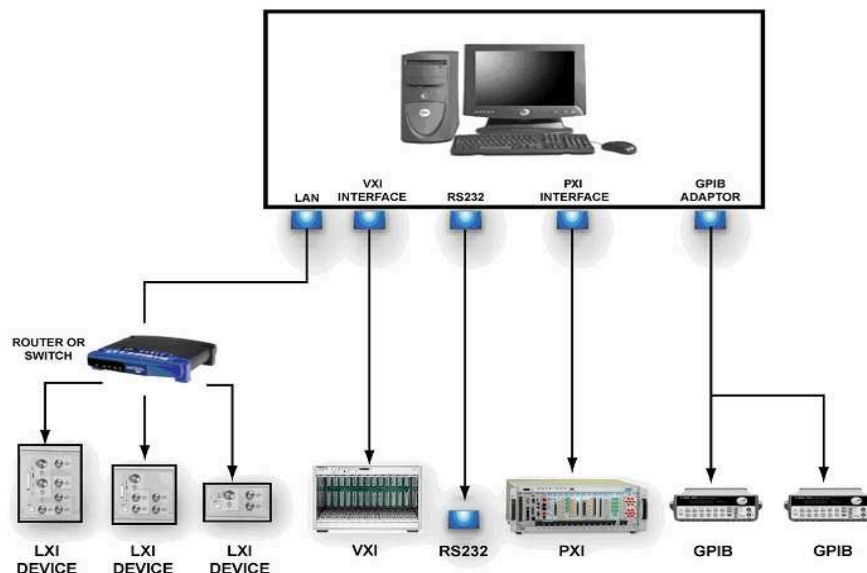 LAN
VXI
INTERFACE
RS232
PXI
INTERFACE
GPIB
ADAPTOR
ROUTER OR
SWITCH
LXI
DEVICE
LXI
DEVICE
LXI
DEVICE
VXI
RS232
PXI
GPIB
GPIB